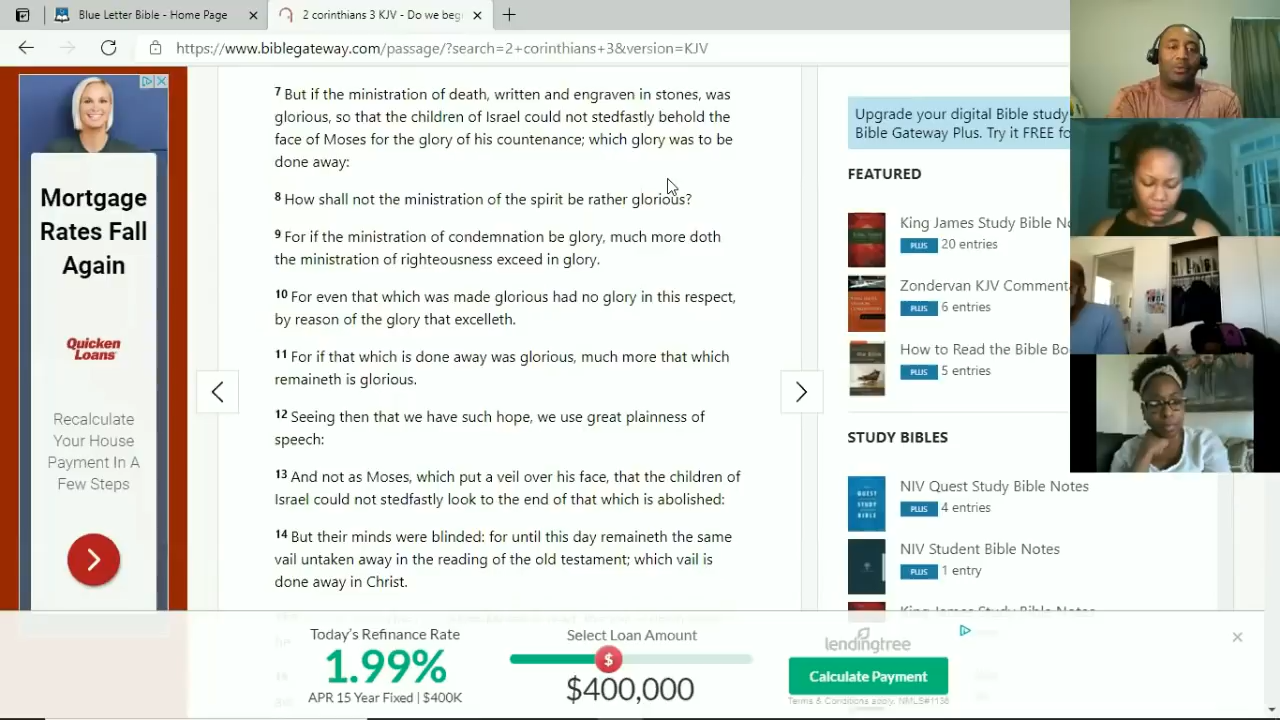 Blue Letter Bible - Home Page
2 corinthians 3 KJV - Do we beg
https://www.biblegateway.com/passage/?search=2+corinthians+3&version=KJV
Mortgage
Rates Fall
Again
Quicken
Loans
Recalculate
Your House
Payment In A
Few Steps
7 But if the ministration of death, written and engraven in stones, was
glorious, so that the children of Israel could not stedfastly behold the
face of Moses for the glory of his countenance; which glory was to be
done away:
8 How shall not the ministration of the spirit be rather glorious?
9 For if the ministration of condemnation be glory, much more doth
the ministration of righteousness exceed in glory.
10 For even that which was made glorious had no glory in this respect,
by reason of the glory that excelleth.
11 For if that which is done away was glorious, much more that which
remaineth is glorious.
12 Seeing then that we have such hope, we use great plainness of
speech:
13 And not as Moses, which put a veil over his face, that the children of
Israel could not stedfastly look to the end of that which is abolished:
14 But their minds were blinded: for until this day remaineth the same
vail untaken away in the reading of the old testament; which vail is
done away in Christ.
Upgrade your digital Bible study
Bible Gateway Plus. Try it FREE fo
FEATURED
King James Study Bible No
PLUS 20 entries
Zondervan KJV Commenta
PLUS 6 entries
How to Read the Bible Bo
PLUS 5 entries
STUDY BIBLES
NIV Quest Study Bible Notes
PLUS 4 entries
NIV Student Bible Notes
PLUS 1 entry
King James Study Bible Notes
Today's Refinance Rate
1.99%
APR 15 Year Fixed | $400K
Select Loan Amount
$
$400,000
lendingtree
Calculate Payment
Terms & Conditions apply. NMLS#1136